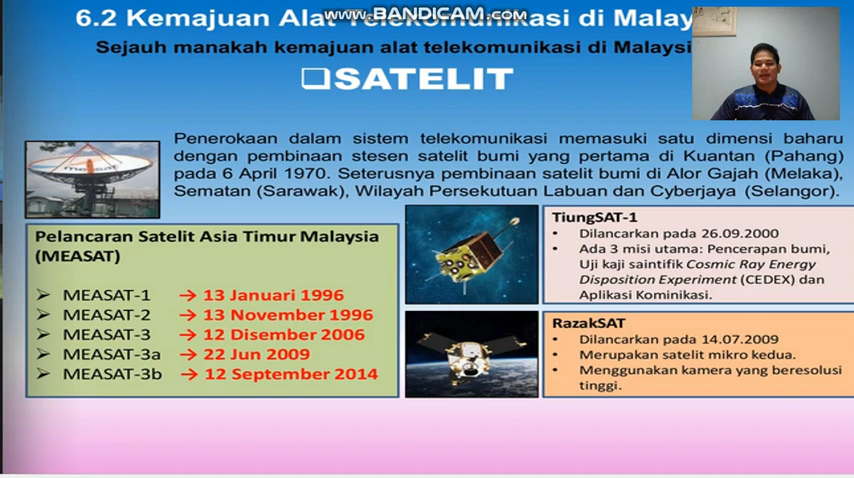 www.BANDICAM.com
6.2 Kemajuan Alat Telekomunikasi di Malay
Sejauh manakah kemajuan alat telekomunikasi di Malaysi
SATELIT
Penerokaan dalam sistem telekomunikasi memasuki satu dimensi baharu
dengan pembinaan stesen satelit bumi yang pertama di Kuantan (Pahang)
pada 6 April 1970. Seterusnya pembinaan satelit bumi di Alor Gajah (Melaka),
Sematan (Sarawak), Wilayah Persekutuan Labuan dan Cyberjaya (Selangor).
measat
Pelancaran Satelit Asia Timur Malaysia
(MEASAT)
➢ MEASAT-1 → 13 Januari 1996
➢ MEASAT-2 → 13 November 1996
➢ MEASAT-3 → 12 Disember 2006
➢ MEASAT-3a → 22 Jun 2009
➢ MEASAT-3b → 12 September 2014
TiungSAT-1
• Dilancarkan pada 26.09.2000
• Ada 3 misi utama: Pencerapan bumi,
Uji kaji saintifik Cosmic Ray Energy
Disposition Experiment (CEDEX) dan
Aplikasi Kominikasi.
RazakSAT
• Dilancarkan pada 14.07.2009
• Merupakan satelit mikro kedua.
• Menggunakan kamera yang beresolusi
tinggi.